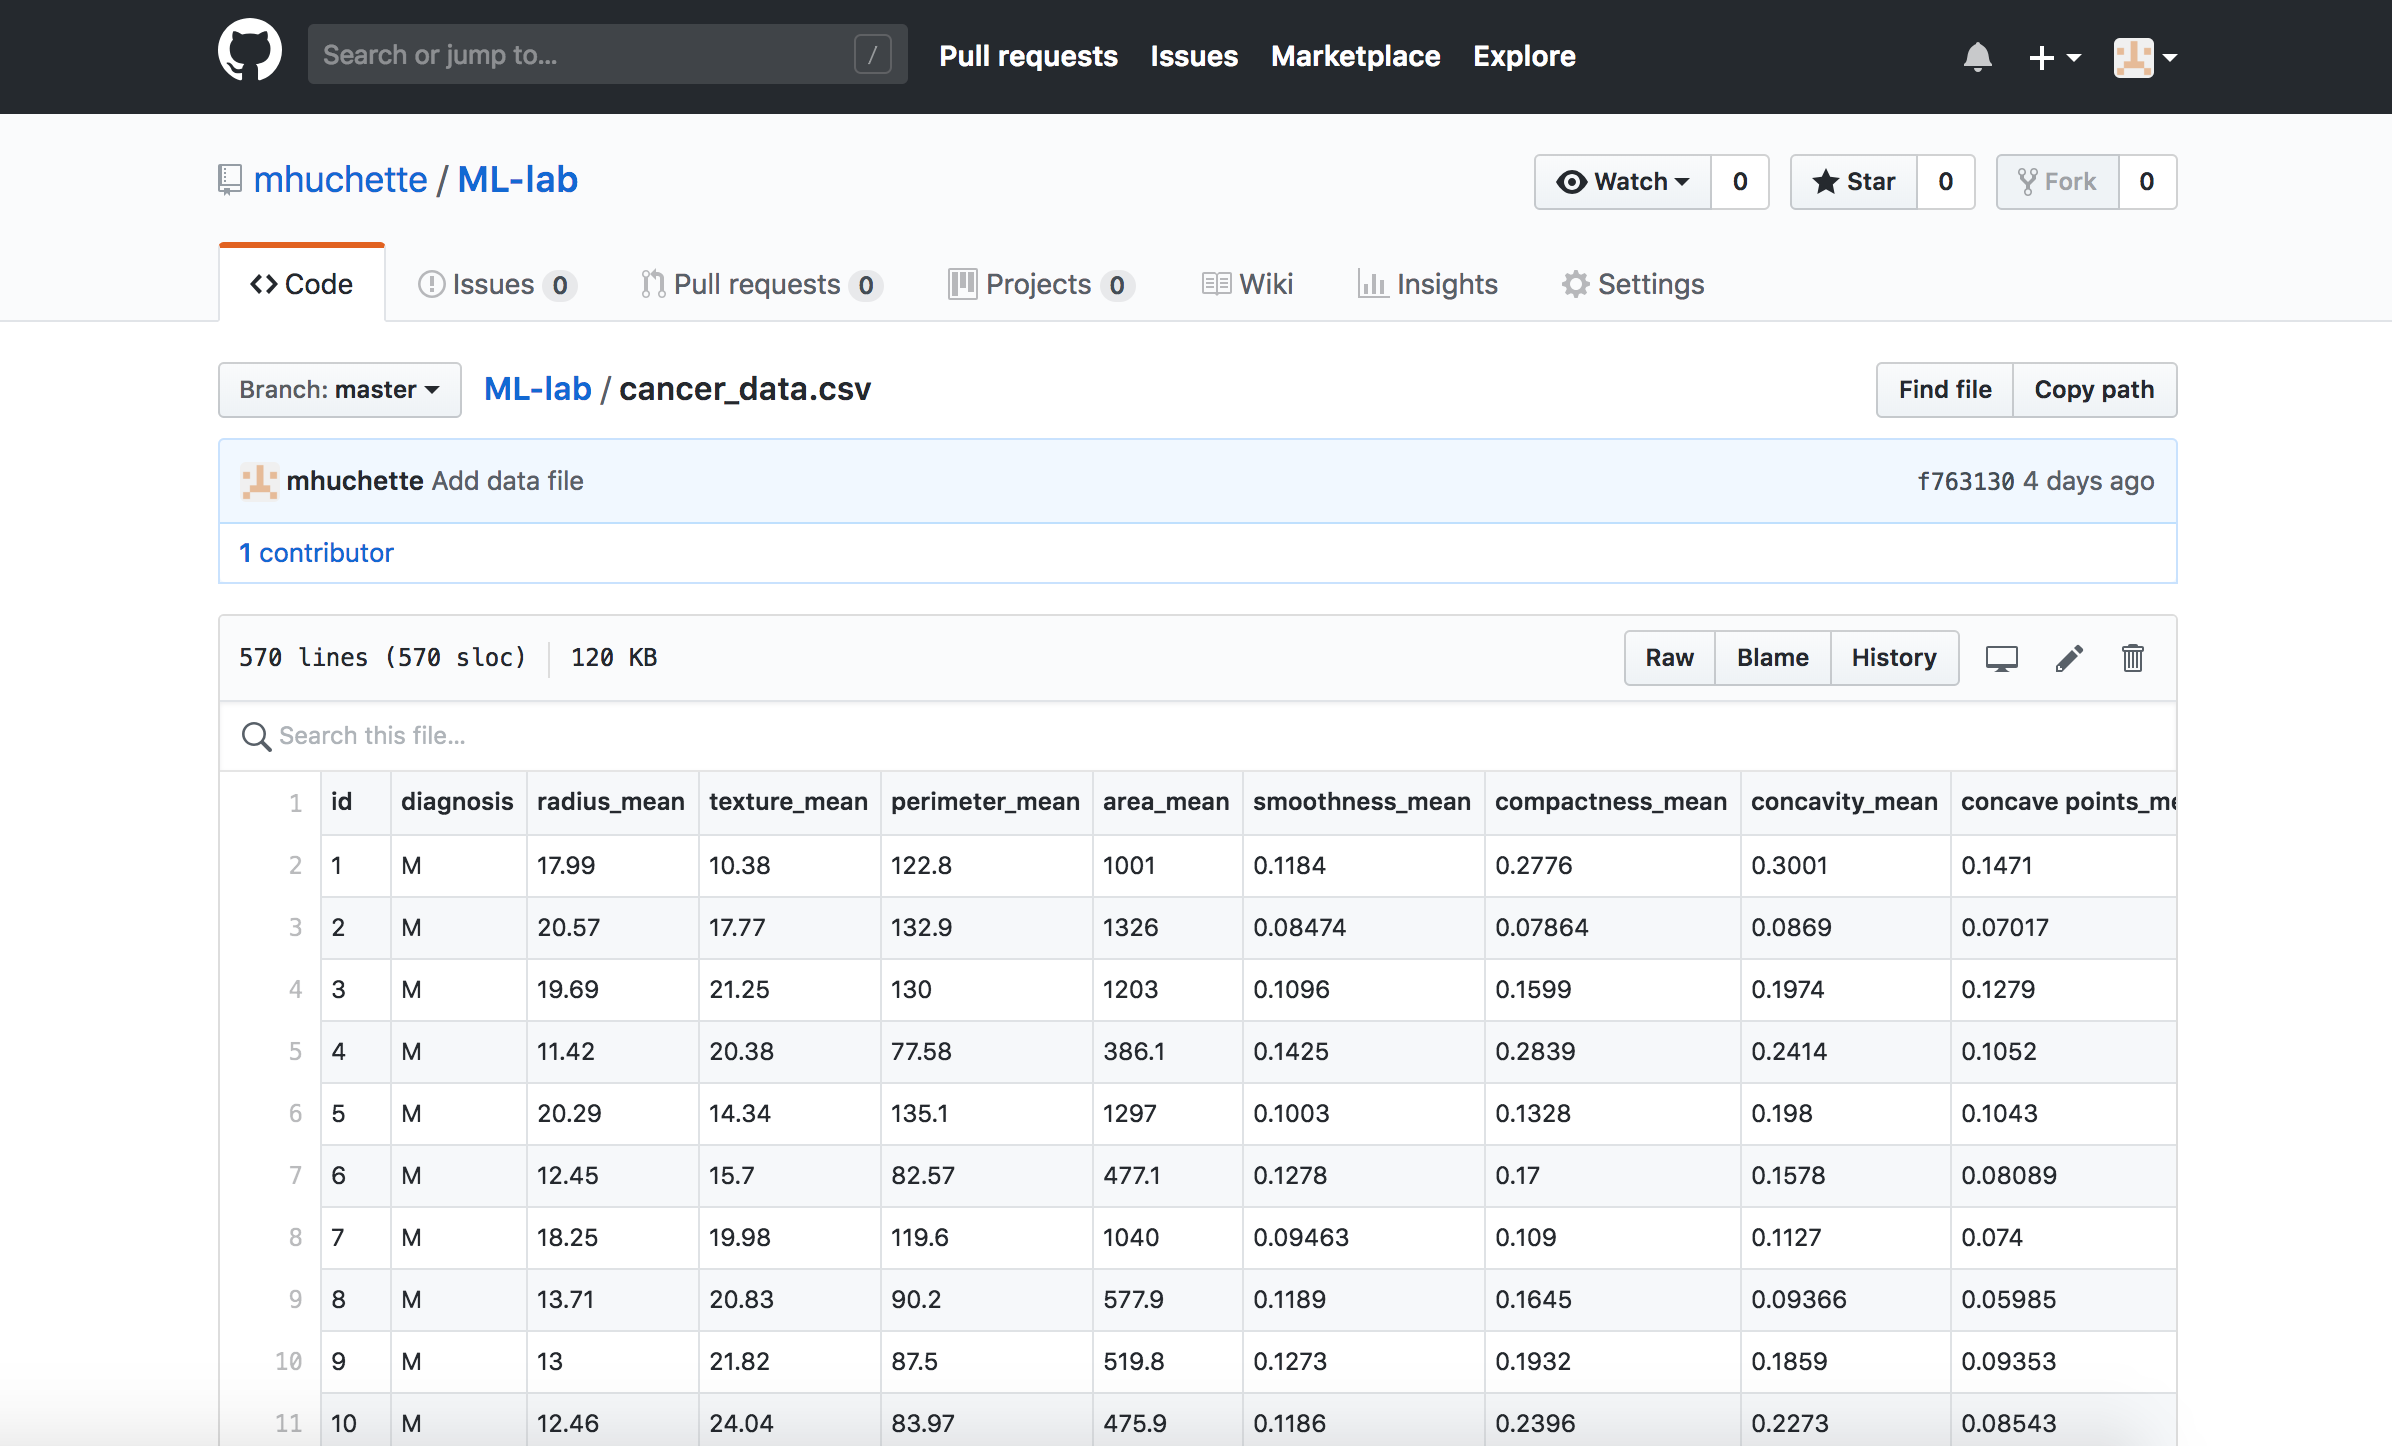 Search or jump to... / Pull requests Issues Marketplace Explore
mhuchette / ML-lab Watch 0 Star 0 Fork 0
Code Issues 0 Pull requests 0 Projects 0 Wiki Insights Settings
Branch: master ML-lab / cancer_data.csv Find file Copy path
mhuchette Add data file f763130 4 days ago
1 contributor
570 lines (570 sloc) 120 KB Raw Blame History
Search this file...
1 id diagnosis radius_mean texture_mean perimeter_mean area_mean smoothness_mean compactness_mean concavity_mean concave points_me
2 1 M 17.99 10.38 122.8 1001 0.1184 0.2776 0.3001 0.1471
3 2 M 20.57 17.77 132.9 1326 0.08474 0.07864 0.0869 0.07017
4 3 M 19.69 21.25 130 1203 0.1096 0.1599 0.1974 0.1279
5 4 M 11.42 20.38 77.58 386.1 0.1425 0.2839 0.2414 0.1052
6 5 M 20.29 14.34 135.1 1297 0.1003 0.1328 0.198 0.1043
7 6 M 12.45 15.7 82.57 477.1 0.1278 0.17 0.1578 0.08089
8 7 M 18.25 19.98 119.6 1040 0.09463 0.109 0.1127 0.074
9 8 M 13.71 20.83 90.2 577.9 0.1189 0.1645 0.09366 0.05985
10 9 M 13 21.82 87.5 519.8 0.1273 0.1932 0.1859 0.09353
11 10 M 12.46 24.04 83.97 475.9 0.1186 0.2396 0.2273 0.08543